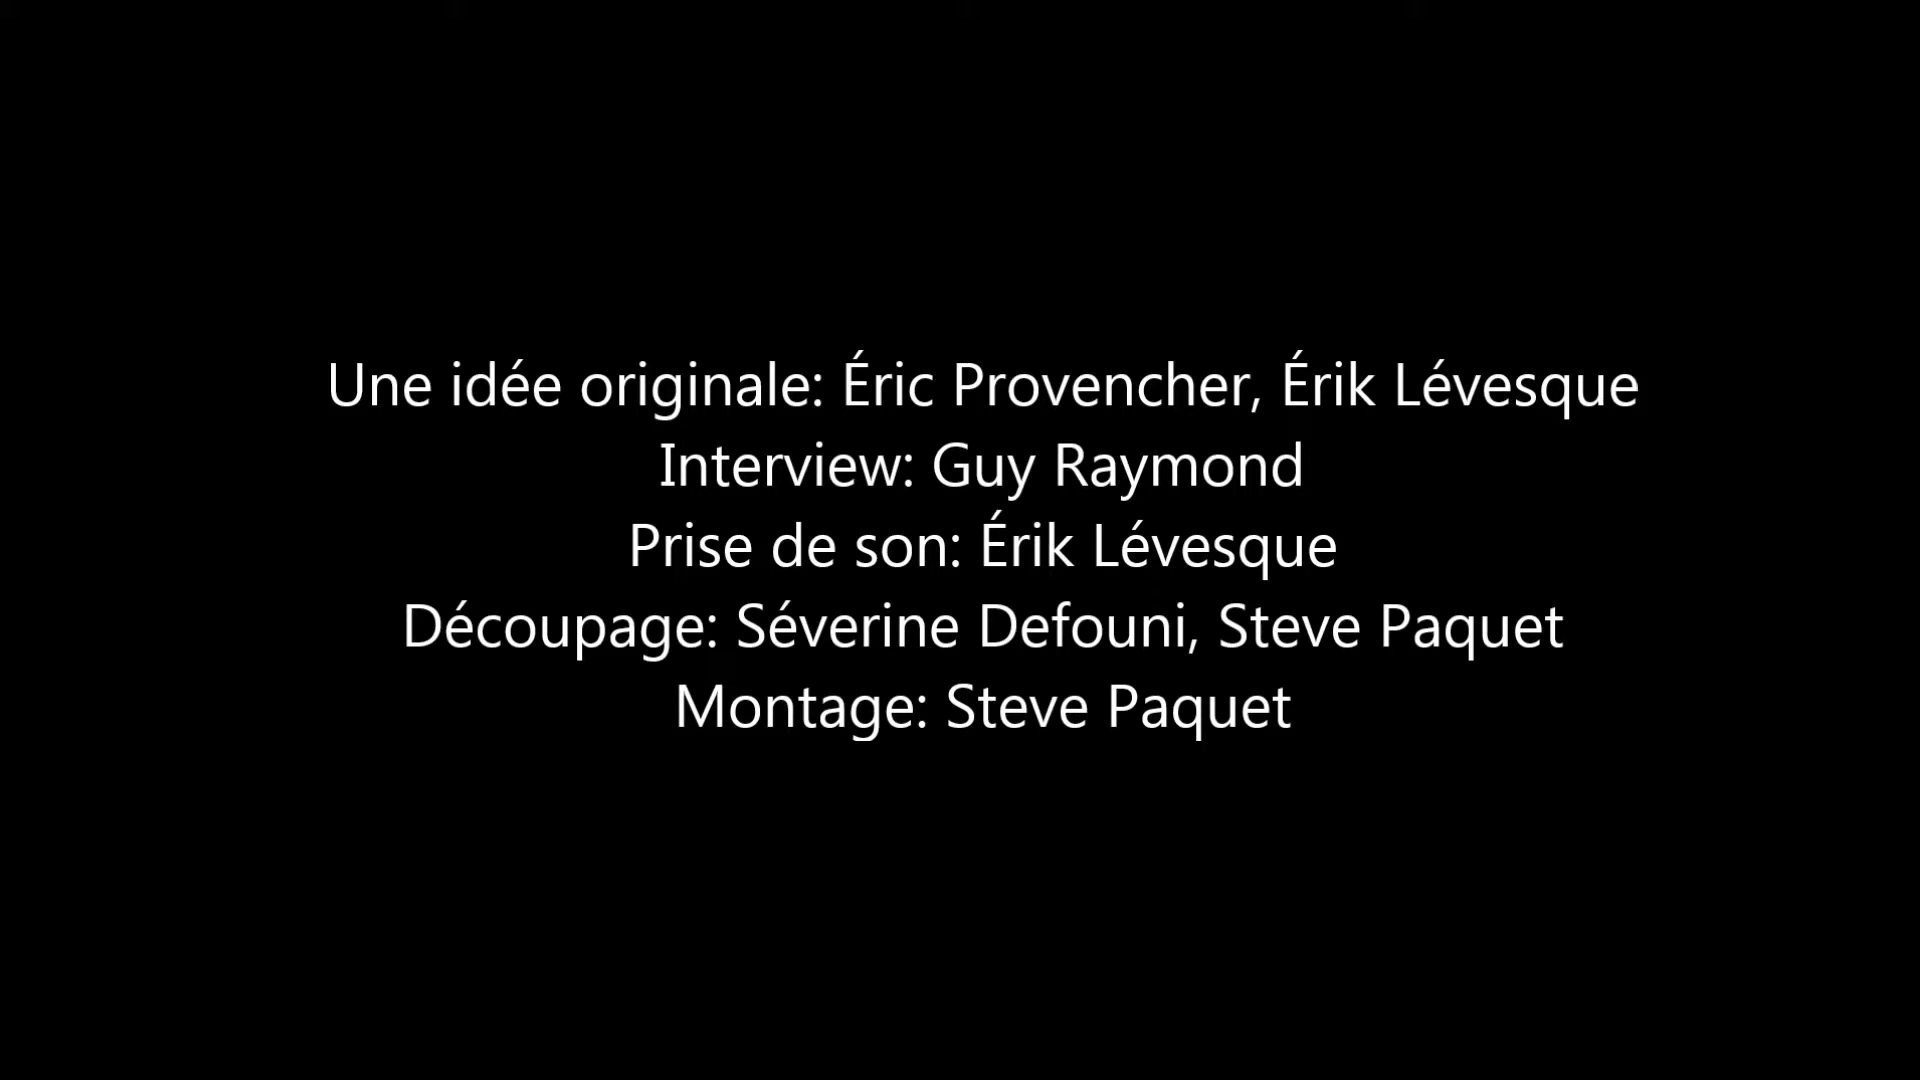 Une idée originale: Éric Provencher, Érik Lévesque
Interview: Guy Raymond
Prise de son: Érik Lévesque
Découpage: Séverine Defouni, Steve Paquet
Montage: Steve Paquet